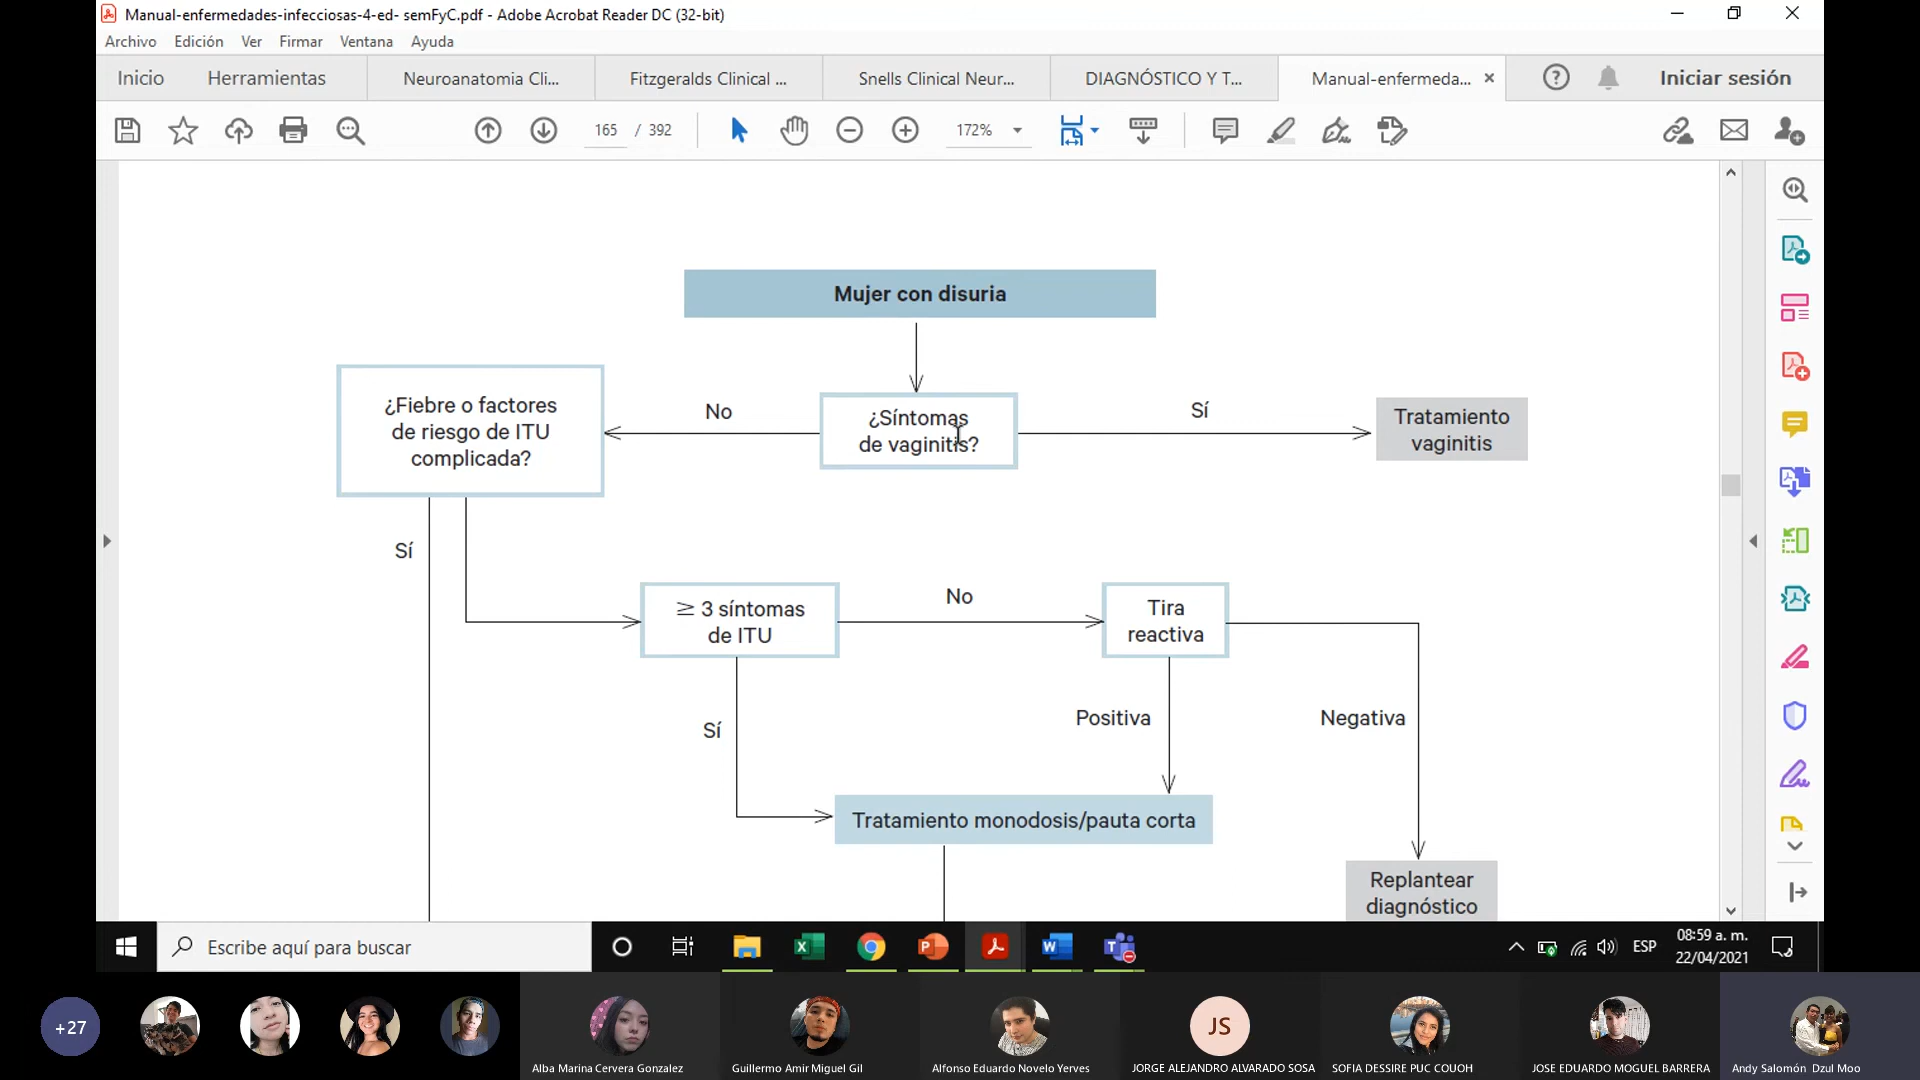 Manual-enfermedades-infecciosas-4-ed- semFyC.pdf - Adobe Acrobat Reader DC (32-bit)
Archivo Edición Ver Firmar Ventana Ayuda
Inicio Herramientas Neuroanatomia Cli... Fitzgeralds Clinical ... Snells Clinical Neur... DIAGNÓSTICO Y T... Manual-enfermeda... Iniciar sesión
165 / 392 172%
Mujer con disuria
¿Fiebre o factores
de riesgo de ITU
complicada?
No
¿Síntomas
de vaginitis?
Sí
Tratamiento
vaginitis
Sí
≥ 3 síntomas
de ITU
No
Tira
reactiva
Sí
Positiva
Negativa
Tratamiento monodosis/pauta corta
Replantear
diagnóstico
Escribe aquí para buscar
ESP
08:59 a. m.
22/04/2021
+27
JS
Alba Marina Cervera Gonzalez
Guillermo Amir Miguel Gil
Alfonso Eduardo Novelo Yerves
JORGE ALEJANDRO ALVARADO SOSA
SOFIA DESSIRE PUC COUOH
JOSE EDUARDO MOGUEL BARRERA
Andy Salomón Dzul Moo